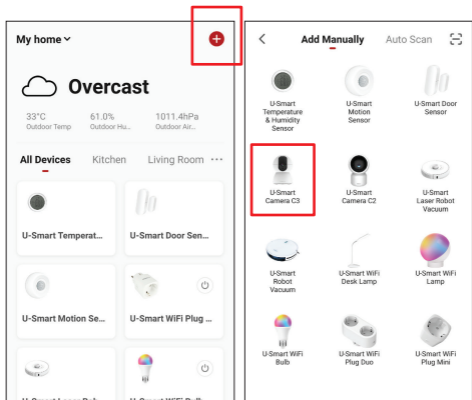 My home
Overcast
33°C 61.0% 1011.4hPa
Outdoor Temp Outdoor Hu... Outdoor Air...
All Devices Kitchen Living Room ...
U-Smart Temperat... U-Smart Door Sen...
U-Smart Motion Se... U-Smart WiFi Plug ...
Add Manually Auto Scan
U-Smart
Temperature
& Humidity
Sensor
U-Smart
Motion
Sensor
U-Smart Door
Sensor
U-Smart
Camera C3
U-Smart
Camera C2
U-Smart
Laser Robot
Vacuum
U-Smart
Robot
Vacuum
U-Smart WiFi
Desk Lamp
U-Smart WiFi
Lamp
U-Smart WiFi
Bulb
U-Smart WiFi
Plug Duo
U-Smart WiFi
Plug Mini